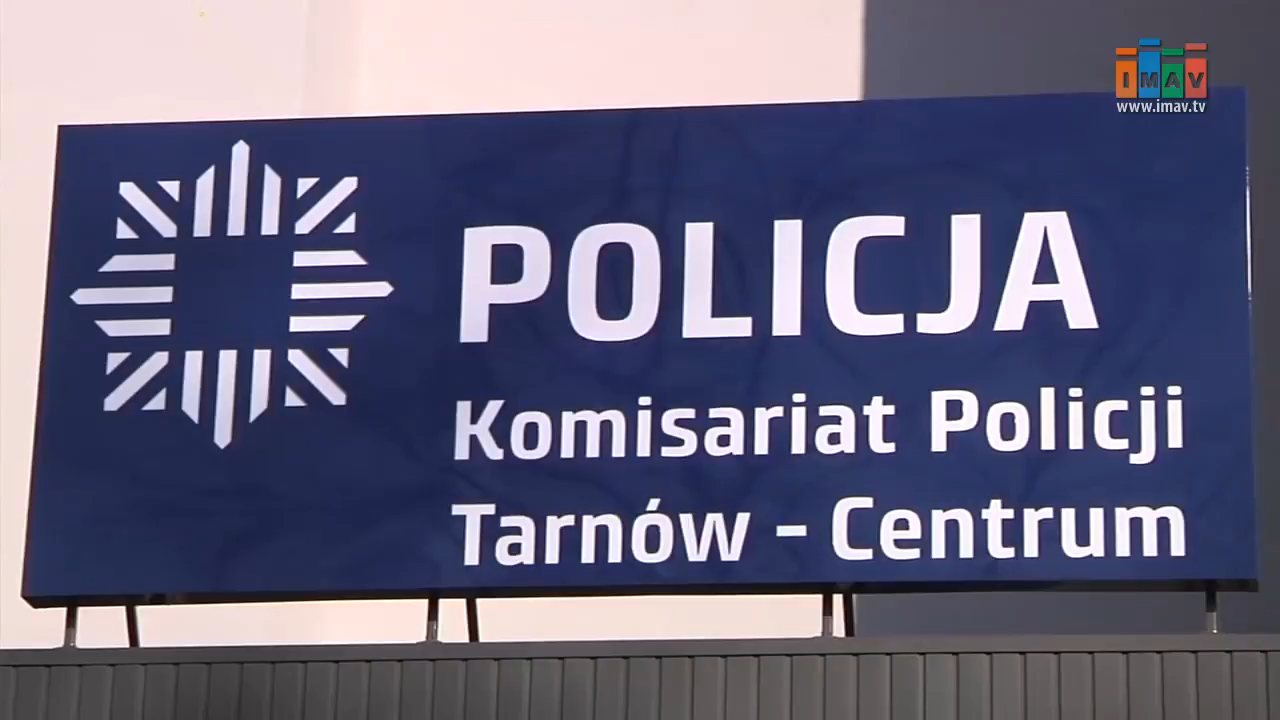 IMAV
www.imav.tv
POLICJA
Komisariat Policji
Tarnów - Centrum